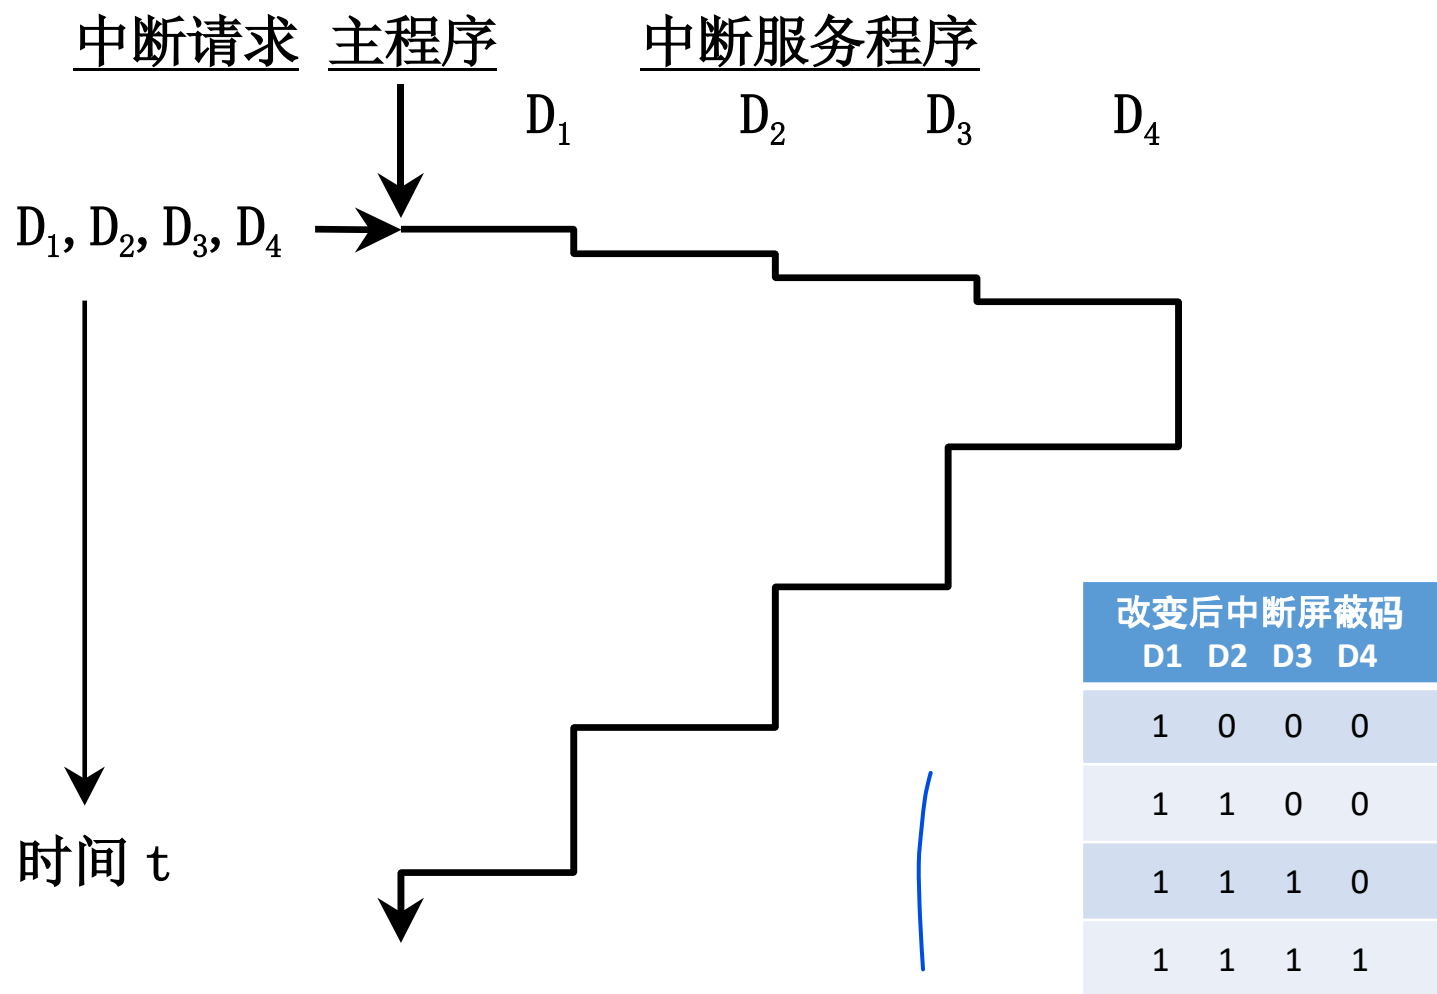 中断请求 主程序 中断服务程序
D1 D2 D3 D4
D1, D2, D3, D4
时间 t
改变后中断屏蔽码
D1 D2 D3 D4
1 0 0 0
1 1 0 0
1 1 1 0
1 1 1 1